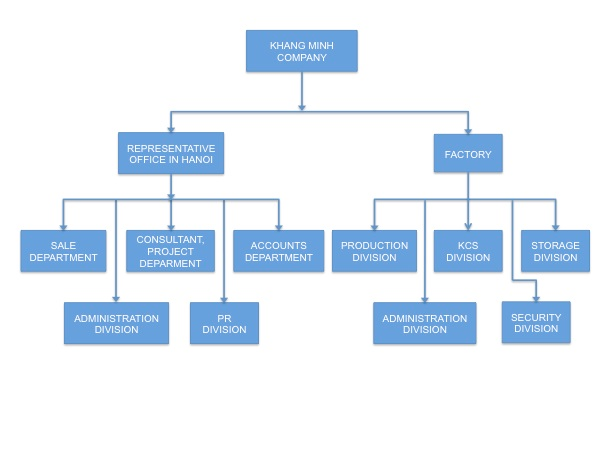 KHANG MINH
COMPANY
REPRESENTATIVE
OFFICE IN HANOI
FACTORY
SALE
DEPARTMENT
CONSULTANT,
PROJECT
DEPARMENT
ACCOUNTS
DEPARTMENT
PRODUCTION
DIVISION
KCS
DIVISION
STORAGE
DIVISION
ADMINISTRATION
DIVISION
PR
DIVISION
ADMINISTRATION
DIVISION
SECURITY
DIVISION